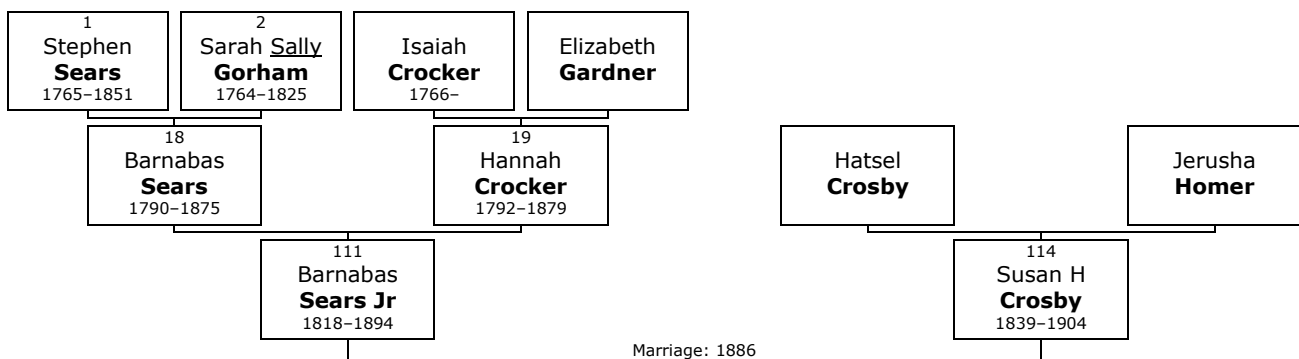 1
Stephen
Sears
1765–1851
2
Sarah Sally
Gorham
1764–1825
Isaiah
Crocker
1766–
Elizabeth
Gardner
18
Barnabas
Sears
1790–1875
19
Hannah
Crocker
1792–1879
Hatsel
Crosby
Jerusha
Homer
111
Barnabas
Sears Jr
1818–1894
114
Susan H
Crosby
1839–1904
Marriage: 1886